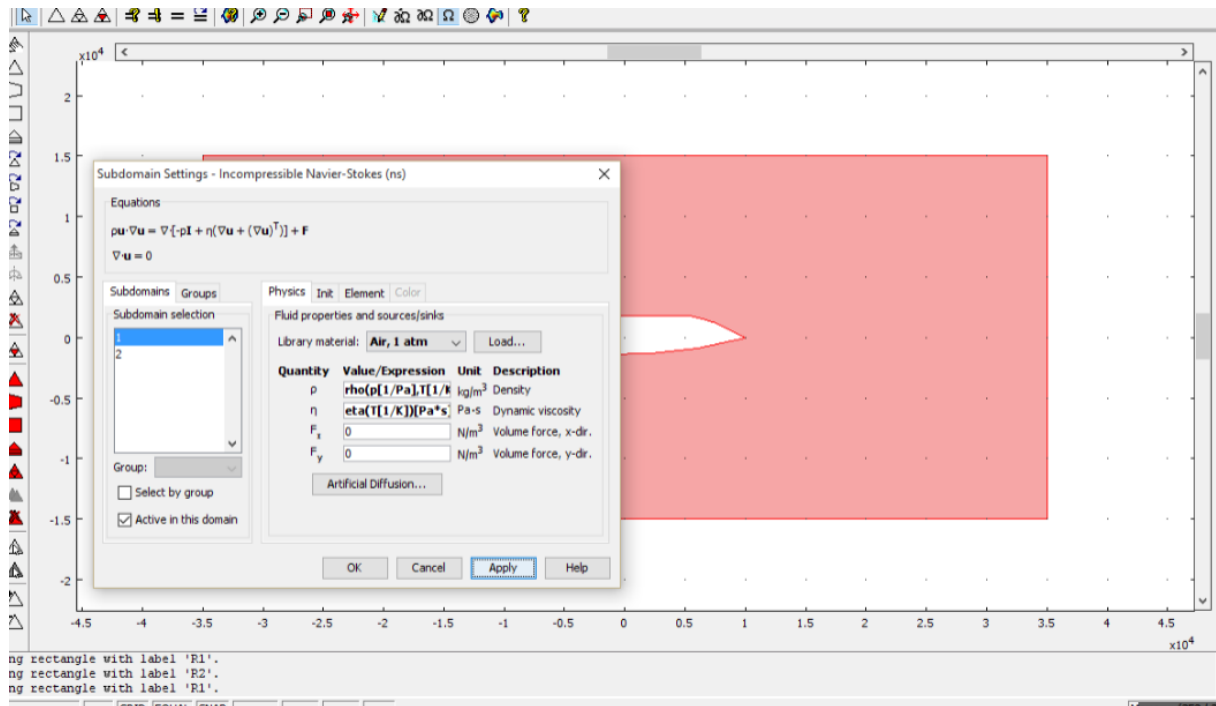 x10⁴
2
1.5
1
0.5
0
-0.5
-1
-1.5
-2
Subdomain Settings - Incompressible Navier-Stokes (ns)
Equations
ρu·∇u = ∇·[-pI + η(∇u + (∇u)ᵀ)] + F
∇·u = 0
Subdomains Groups
Subdomain selection
1
2
Group:
Select by group
Active in this domain
Physics Init Element Color
Fluid properties and sources/sinks
Library material: Air, 1 atm Load...
Quantity Value/Expression Unit Description
ρ rho(p[1/Pa],T[1/K kg/m³ Density
η eta(T[1/K])[Pa*s] Pa·s Dynamic viscosity
Fₓ 0 N/m³ Volume force, x-dir.
Fᵧ 0 N/m³ Volume force, y-dir.
Artificial Diffusion...
OK Cancel Apply Help
-4.5 -4 -3.5 -3 -2.5 -2 -1.5 -1 -0.5 0 0.5 1 1.5 2 2.5 3 3.5 4 4.5
x10⁴
ng rectangle with label 'R1'.
ng rectangle with label 'R2'.
ng rectangle with label 'R1'.